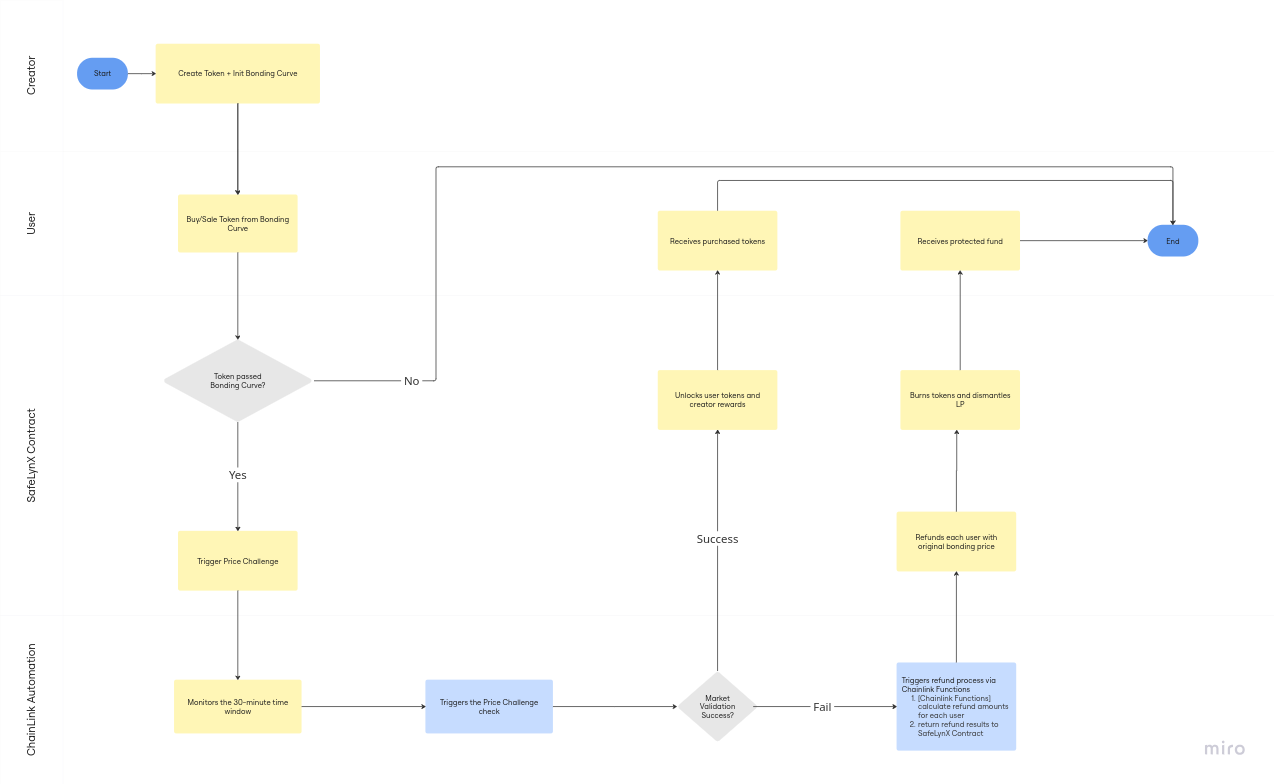 Creator
Start
Create Token + Init Bonding Curve
User
Buy/Sale Token from Bonding
Curve
Receives purchased tokens
Receives protected fund
End
SafeLynX Contract
Token passed
Bonding Curve?
No
Unlocks user tokens and
creator rewards
Burns tokens and dismantles
LP
Yes
Success
Refunds each user with
original bonding price
Trigger Price Challenge
ChainLink Automation
Monitors the 30-minute time
window
Triggers the Price Challenge
check
Market
Validation
Success?
Fail
Triggers refund process via
Chainlink Functions
1. [Chainlink Functions]
calculate refund amounts
for each user
2. return refund results to
SafeLynX Contract
miro